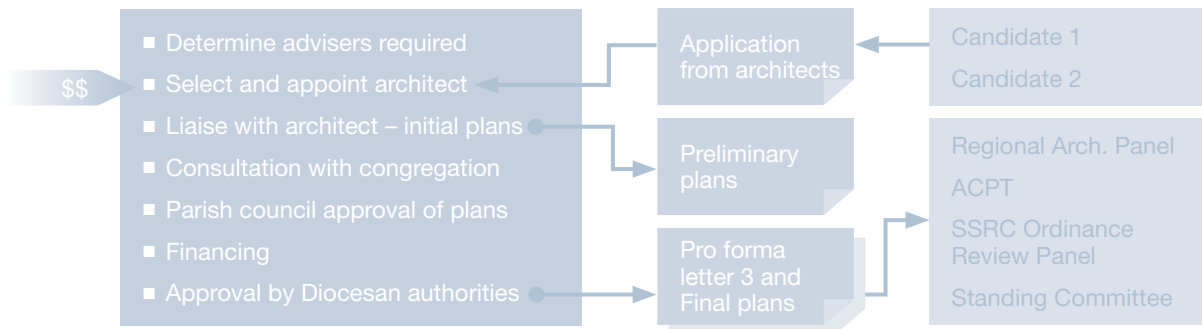 $$
Determine advisers required
Select and appoint architect
Liaise with architect – initial plans
Consultation with congregation
Parish council approval of plans
Financing
Approval by Diocesan authorities
Application
from architects
Preliminary
plans
Pro forma
letter 3 and
Final plans
Candidate 1
Candidate 2
Regional Arch. Panel
ACPT
SSRC Ordinance
Review Panel
Standing Committee